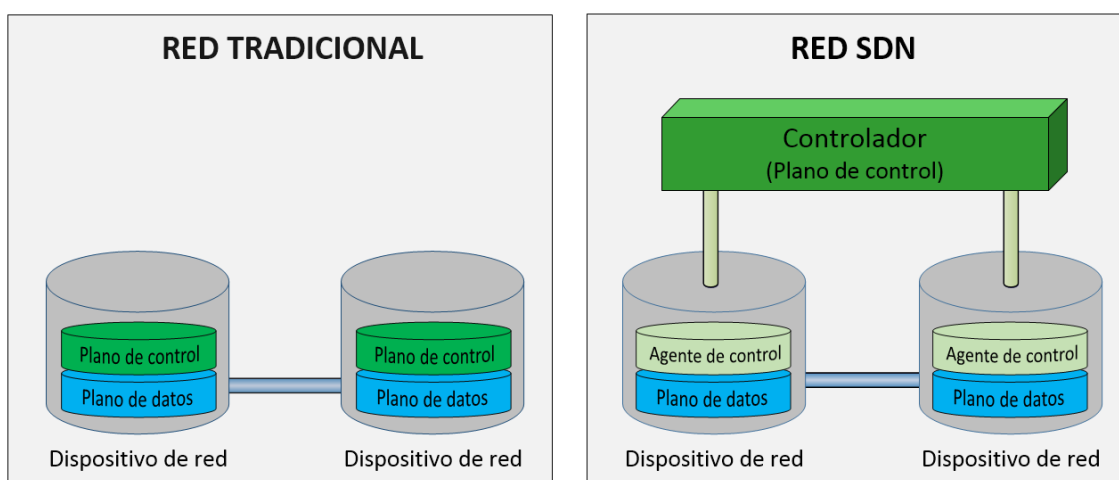 RED TRADICIONAL
Plano de control
Plano de datos
Dispositivo de red
Plano de control
Plano de datos
Dispositivo de red
RED SDN
Controlador
(Plano de control)
Agente de control
Plano de datos
Dispositivo de red
Agente de control
Plano de datos
Dispositivo de red